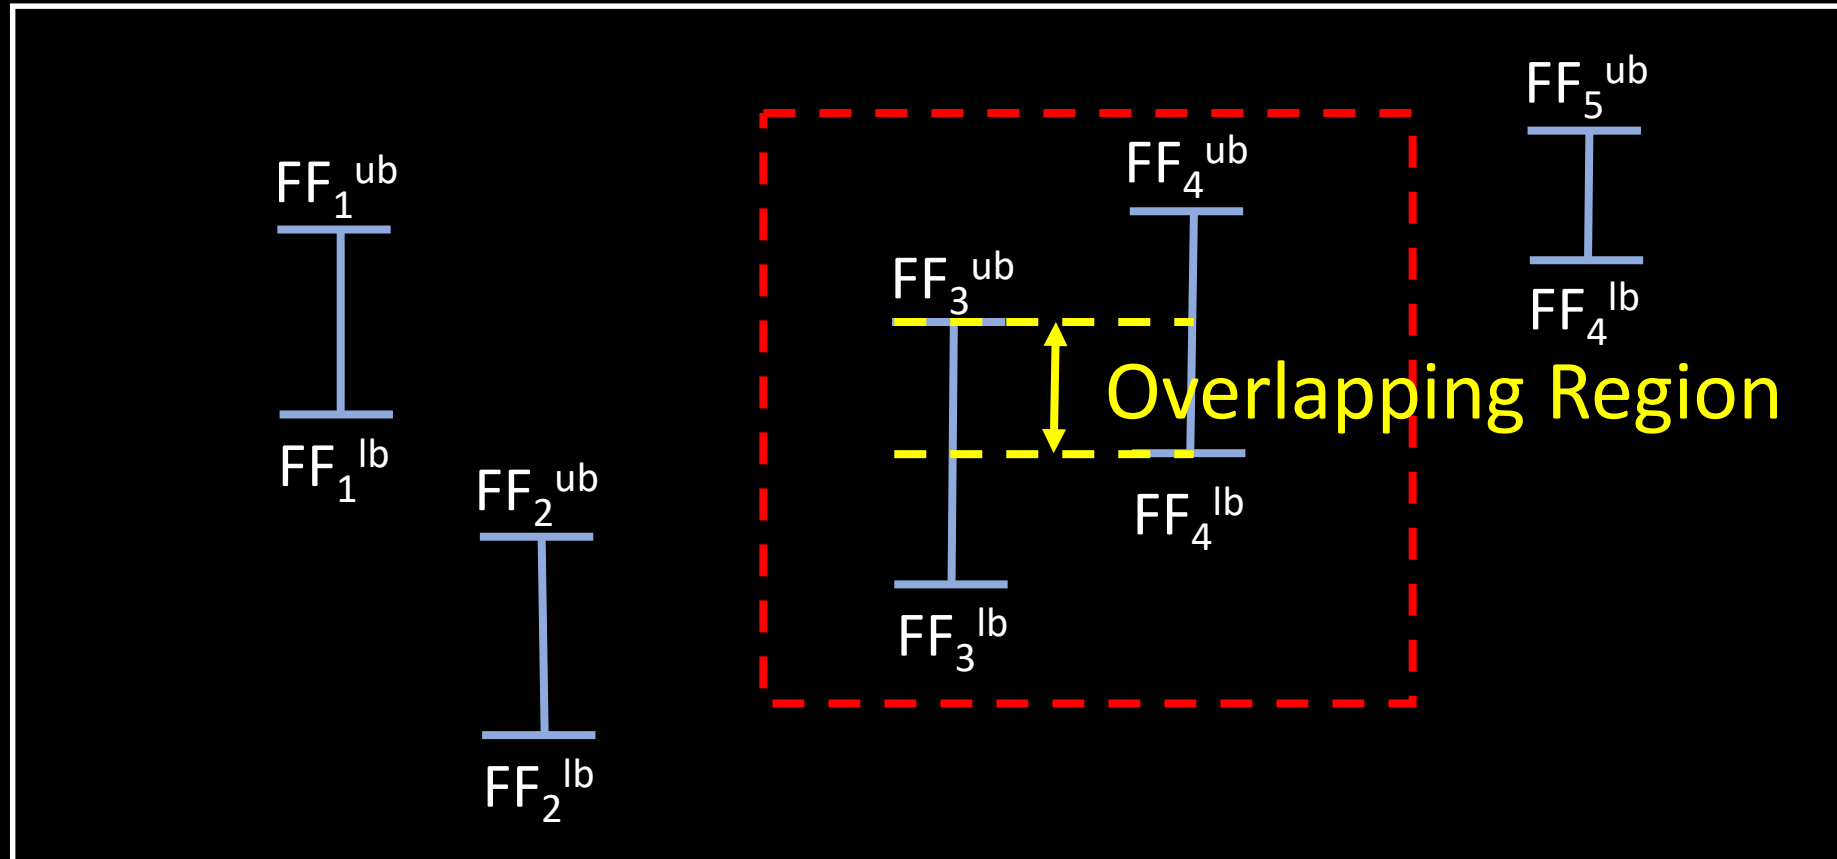 FF₅ᵘᵇ
FF₄ᵘᵇ
FF₁ᵘᵇ
FF₃ᵘᵇ
FF₄ˡᵇ
Overlapping Region
FF₁ˡᵇ
FF₂ᵘᵇ
FF₄ˡᵇ
FF₃ˡᵇ
FF₂ˡᵇ